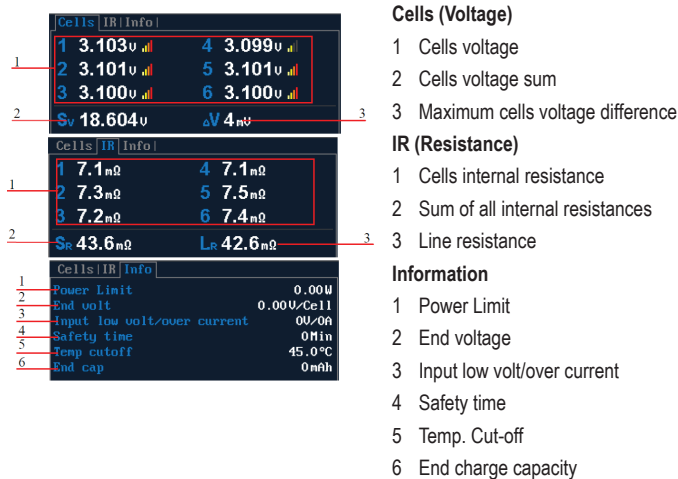 Cells IR Info
1 3.103V 4 3.099V
2 3.101V 5 3.101V
3 3.100V 6 3.100V
SV 18.604V ΔV 4mV
1
2
3
Cells IR Info
1 7.1mΩ 4 7.1mΩ
2 7.3mΩ 5 7.5mΩ
3 7.2mΩ 6 7.4mΩ
SR 43.6mΩ LR 42.6mΩ
1
2
3
Cells IR Info
1 Power Limit 0.00W
2 End volt 0.00V/Cell
3 Input low volt/over current 0V/0A
4 Safety time 0Min
5 Temp cutoff 45.0°C
6 End cap 0mAh
Cells (Voltage)
1 Cells voltage
2 Cells voltage sum
3 Maximum cells voltage difference
IR (Resistance)
1 Cells internal resistance
2 Sum of all internal resistances
3 Line resistance
Information
1 Power Limit
2 End voltage
3 Input low volt/over current
4 Safety time
5 Temp. Cut-off
6 End charge capacity